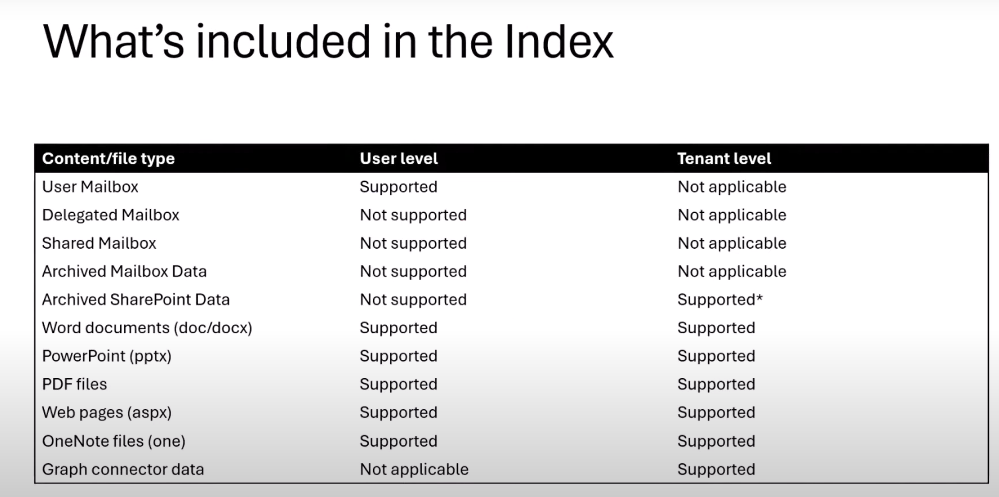 What’s included in the Index
Content/file type User level Tenant level
User Mailbox Supported Not applicable
Delegated Mailbox Not supported Not applicable
Shared Mailbox Not supported Not applicable
Archived Mailbox Data Not supported Not applicable
Archived SharePoint Data Not supported Supported*
Word documents (doc/docx) Supported Supported
PowerPoint (pptx) Supported Supported
PDF files Supported Supported
Web pages (aspx) Supported Supported
OneNote files (one) Supported Supported
Graph connector data Not applicable Supported